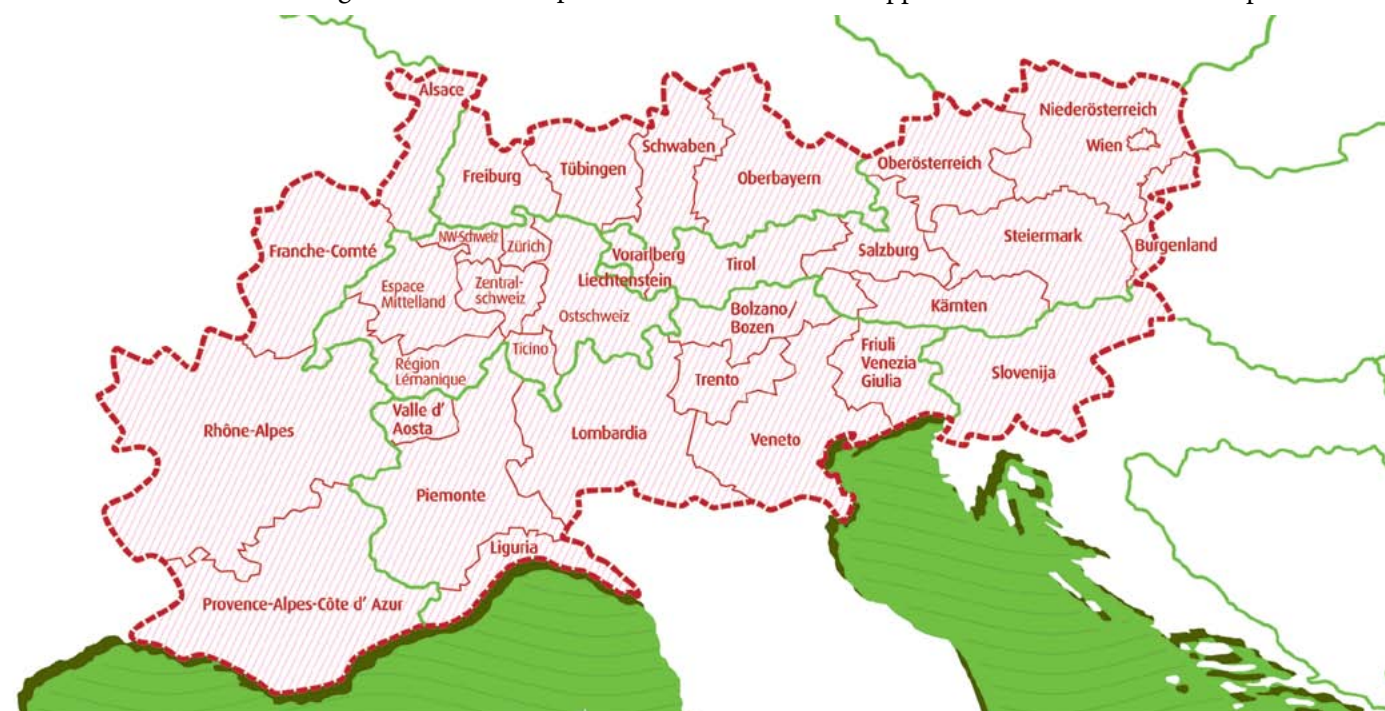 Alsace
Niederösterreich
Wien
Schwaben
Oberösterreich
Tübingen
Freiburg
Oberbayern
Franche-Comté
NW-Schweiz
Zürich
Vorarlberg
Tirol
Salzburg
Steiermark
Burgenland
Liechtenstein
Espace
Mittelland
Zentral-
schweiz
Ostschweiz
Bolzano/
Bozen
Kärnten
Ticino
Friuli
Venezia
Giulia
Slovenija
Région
Lémanique
Trento
Valle d'
Aosta
Rhône-Alpes
Lombardia
Veneto
Piemonte
Liguria
Provence-Alpes-Côte d' Azur